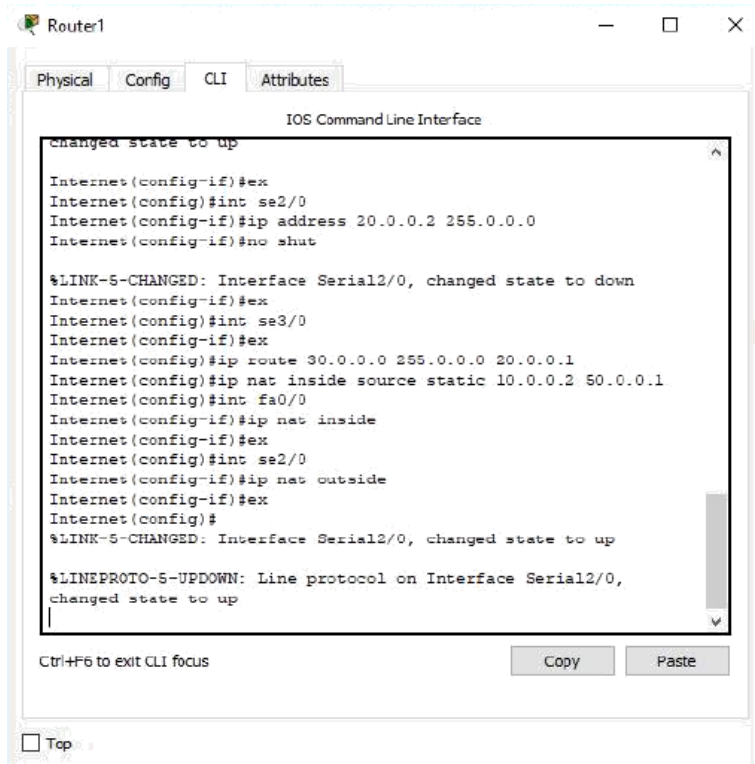 Router1
Physical Config CLI Attributes
IOS Command Line Interface
changed state to up
Internet(config-if)#ex
Internet(config)#int se2/0
Internet(config-if)#ip address 20.0.0.2 255.0.0.0
Internet(config-if)#no shut
%LINK-5-CHANGED: Interface Serial2/0, changed state to down
Internet(config-if)#ex
Internet(config)#int se3/0
Internet(config-if)#ex
Internet(config)#ip route 30.0.0.0 255.0.0.0 20.0.0.1
Internet(config)#ip nat inside source static 10.0.0.2 50.0.0.1
Internet(config)#int fa0/0
Internet(config-if)#ip nat inside
Internet(config-if)#ex
Internet(config)#int se2/0
Internet(config-if)#ip nat outside
Internet(config-if)#ex
Internet(config)#
%LINK-5-CHANGED: Interface Serial2/0, changed state to up
%LINEPROTO-5-UPDOWN: Line protocol on Interface Serial2/0,
changed state to up
Ctrl+F6 to exit CLI focus
Copy Paste
Top